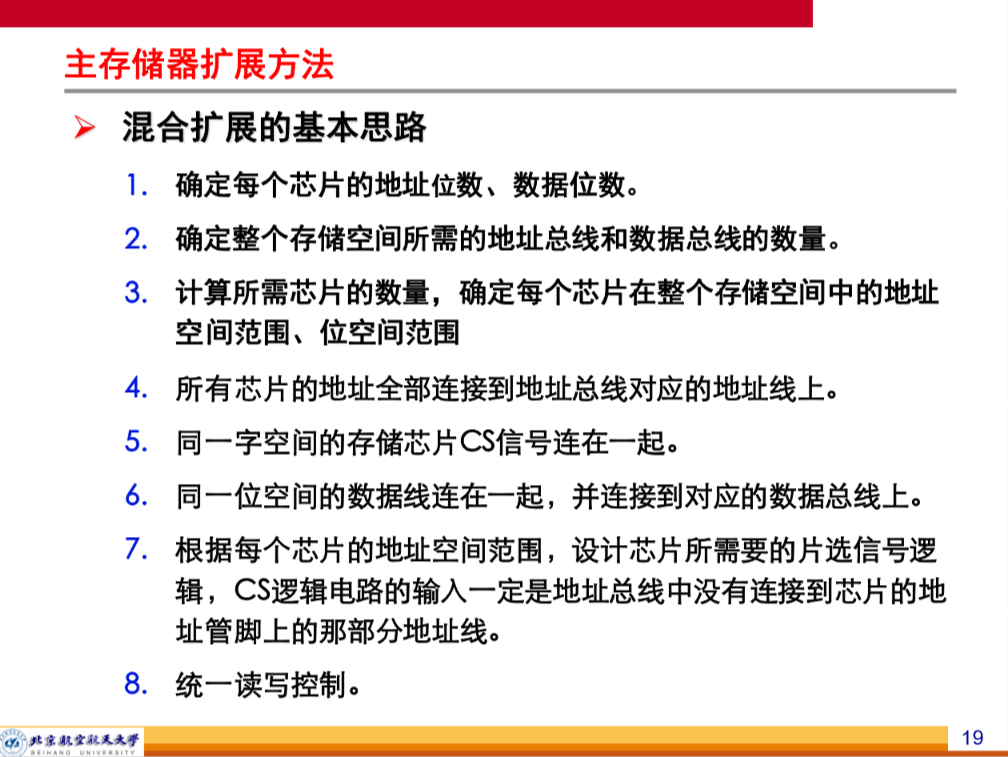 主存储器扩展方法
➢ 混合扩展的基本思路
1. 确定每个芯片的地址位数、数据位数。
2. 确定整个存储空间所需的地址总线和数据总线的数量。
3. 计算所需芯片的数量，确定每个芯片在整个存储空间中的地址
空间范围、位空间范围
4. 所有芯片的地址全部连接到地址总线对应的地址线上。
5. 同一字空间的存储芯片CS信号连在一起。
6. 同一位空间的数据线连在一起，并连接到对应的数据总线上。
7. 根据每个芯片的地址空间范围，设计芯片所需要的片选信号逻
辑，CS逻辑电路的输入一定是地址总线中没有连接到芯片的地
址管脚上的那部分地址线。
8. 统一读写控制。
北京航空航天大学
BEIHANG UNIVERSITY
19